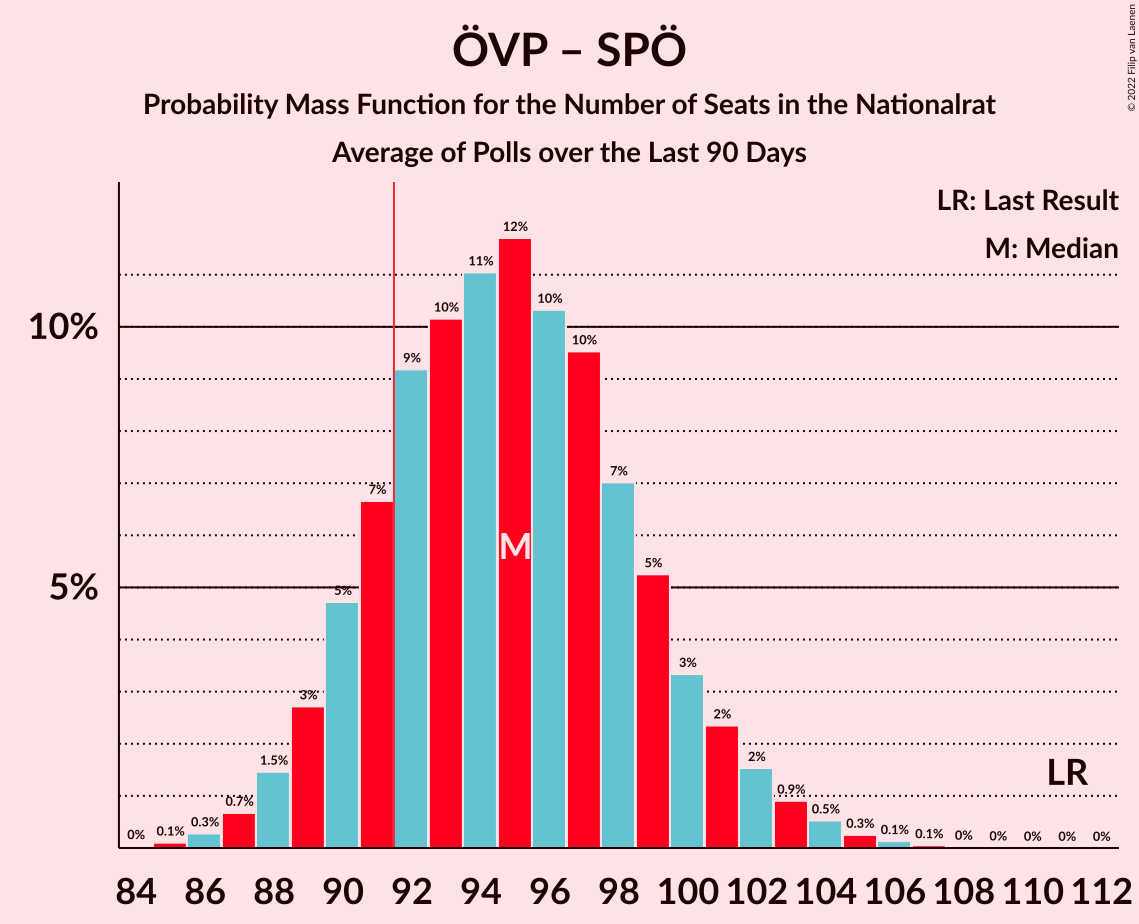 © 2022 Filip van Laenen
ÖVP – SPÖ
Probability Mass Function for the Number of Seats in the Nationalrat
Average of Polls over the Last 90 Days
LR: Last Result
M: Median
10%
5%
0% 0.1% 0.3% 0.7% 1.5% 3% 5% 7% 9% 10% 11% 12% 10% 10% 7% 5% 3% 2% 2% 0.9% 0.5% 0.3% 0.1% 0.1% 0% 0% 0% 0% 0%
M
LR
84 86 88 90 92 94 96 98 100 102 104 106 108 110 112